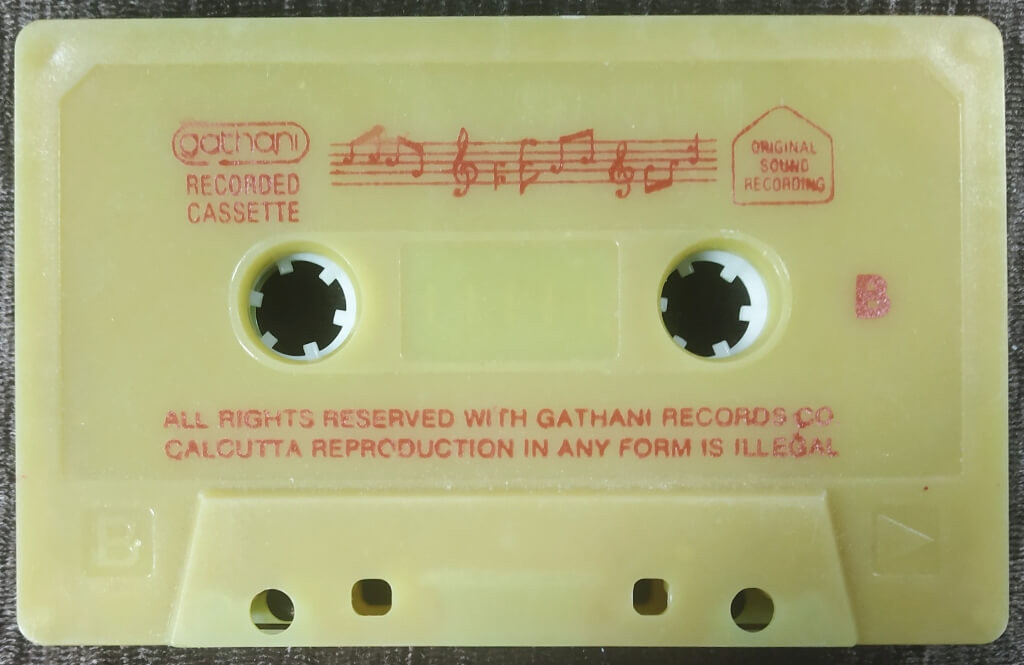 gathani
RECORDED
CASSETTE
ORIGINAL
SOUND
RECORDING
B
ALL RIGHTS RESERVED WITH GATHANI RECORDS CO
CALCUTTA REPRODUCTION IN ANY FORM IS ILLEGAL
B